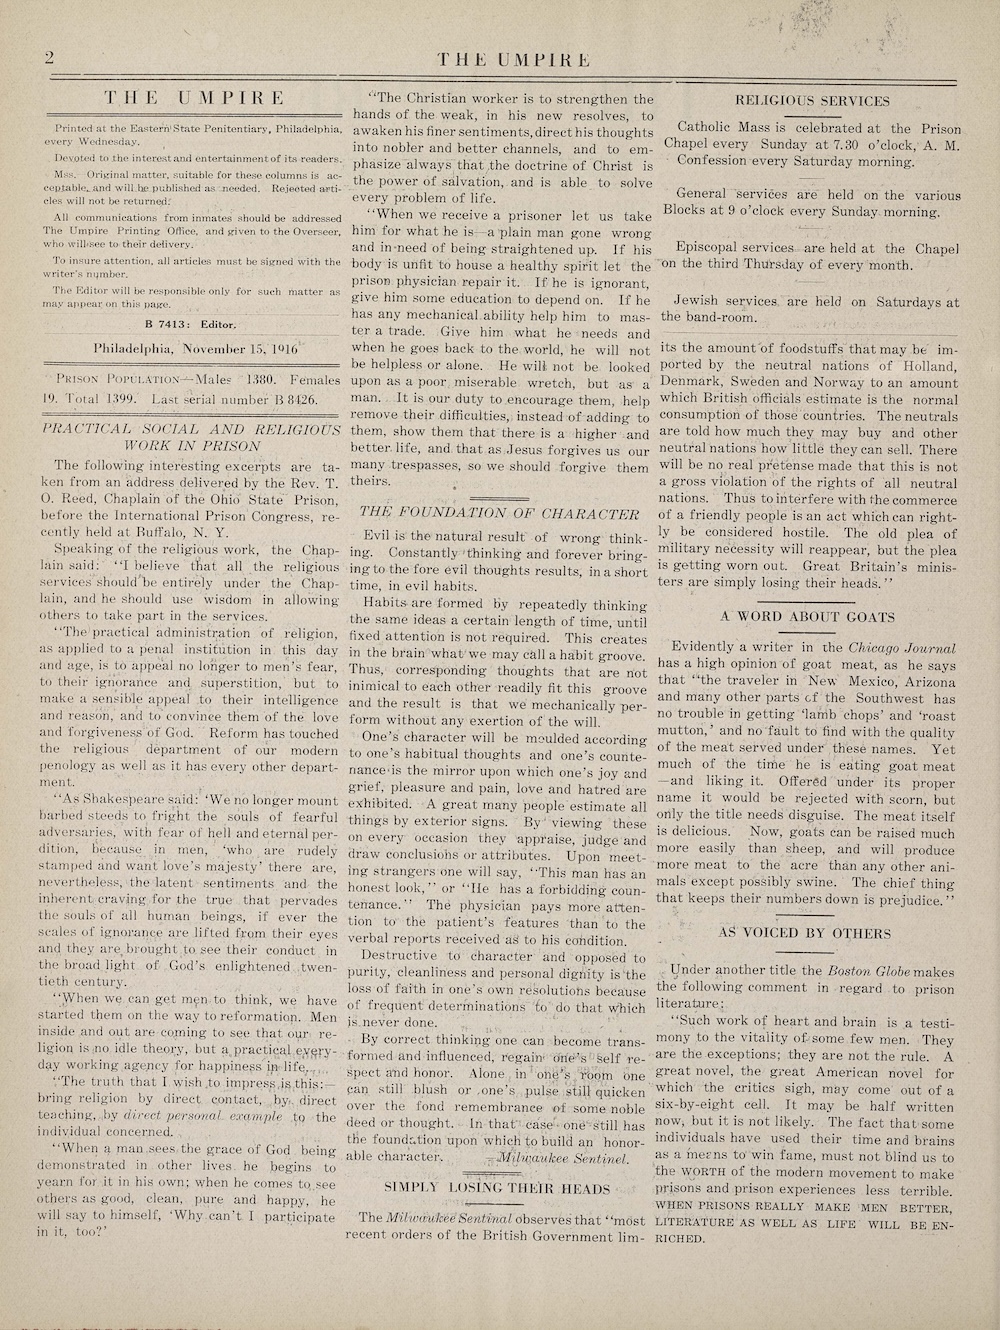 2
THE UMPIRE
THE UMPIRE
Printed at the Eastern State Penitentiary, Philadelphia,
every Wednesday.
Devoted to the interest and entertainment of its readers.
Mss. Original matter, suitable for these columns is ac-
ceptable, and will be published as needed. Rejected arti-
cles will not be returned.
All communications from inmates should be addressed
The Umpire Printing Office, and given to the Overseer,
who will see to their delivery.
To insure attention, all articles must be signed with the
writer's number.
The Editor will be responsible only for such matter as
may appear on this page.
B 7413: Editor.
Philadelphia, November 15, 1916
PRISON POPULATION—Males 1380. Females
19. Total 1399. Last serial number B 8426.
PRACTICAL SOCIAL AND RELIGIOUS
WORK IN PRISON
The following interesting excerpts are ta-
ken from an address delivered by the Rev. T.
O. Reed, Chaplain of the Ohio State Prison,
before the International Prison Congress, re-
cently held at Buffalo, N. Y.
Speaking of the religious work, the Chap-
lain said: "I believe that all the religious
services should be entirely under the Chap-
lain, and he should use wisdom in allowing
others to take part in the services.
"The practical administration of religion,
as applied to a penal institution in this day
and age, is to appeal no longer to men's fear,
to their ignorance and superstition, but to
make a sensible appeal to their intelligence
and reason, and to convince them of the love
and forgiveness of God. Reform has touched
the religious department of our modern
penology as well as it has every other depart-
ment.
"As Shakespeare said: 'We no longer mount
barbed steeds to fright the souls of fearful
adversaries, with fear of hell and eternal per-
dition, because in men, 'who are rudely
stamped and want love's majesty' there are,
nevertheless, the latent sentiments and the
inherent craving for the true that pervades
the souls of all human beings, if ever the
scales of ignorance are lifted from their eyes
and they are brought to see their conduct in
the broad light of God's enlightened twen-
tieth century.
"When we can get men to think, we have
started them on the way to reformation. Men
inside and out are coming to see that our re-
ligion is no idle theory, but a practical every-
day working agency for happiness in life.
"The truth that I wish to impress is this:—
bring religion by direct contact, by direct
teaching, by direct personal example to the
individual concerned.
"When a man sees the grace of God being
demonstrated in other lives he begins to
yearn for it in his own; when he comes to see
others as good, clean, pure and happy, he
will say to himself, 'Why can't I participate
in it, too?'
"The Christian worker is to strengthen the
hands of the weak, in his new resolves, to
awaken his finer sentiments, direct his thoughts
into nobler and better channels, and to em-
phasize always that the doctrine of Christ is
the power of salvation, and is able to solve
every problem of life.
"When we receive a prisoner let us take
him for what he is—a plain man gone wrong
and in need of being straightened up. If his
body is unfit to house a healthy spirit let the
prison physician repair it. If he is ignorant,
give him some education to depend on. If he
has any mechanical ability help him to mas-
ter a trade. Give him what he needs and
when he goes back to the world, he will not
be helpless or alone. He will not be looked
upon as a poor miserable wretch, but as a
man. It is our duty to encourage them, help
remove their difficulties, instead of adding to
them, show them that there is a higher and
better life, and that as Jesus forgives us our
many trespasses, so we should forgive them
theirs.
THE FOUNDATION OF CHARACTER
Evil is the natural result of wrong think-
ing. Constantly thinking and forever bring-
ing to the fore evil thoughts results, in a short
time, in evil habits.
Habits are formed by repeatedly thinking
the same ideas a certain length of time, until
fixed attention is not required. This creates
in the brain what we may call a habit groove.
Thus, corresponding thoughts that are not
inimical to each other readily fit this groove
and the result is that we mechanically per-
form without any exertion of the will.
One's character will be moulded according
to one's habitual thoughts and one's counte-
nance is the mirror upon which one's joy and
grief, pleasure and pain, love and hatred are
exhibited. A great many people estimate all
things by exterior signs. By viewing these
on every occasion they appraise, judge and
draw conclusions or attributes. Upon meet-
ing strangers one will say, "This man has an
honest look," or "He has a forbidding coun-
tenance." The physician pays more atten-
tion to the patient's features than to the
verbal reports received as to his condition.
Destructive to character and opposed to
purity, cleanliness and personal dignity is the
loss of faith in one's own resolutions because
of frequent determinations to do that which
is never done.
By correct thinking one can become trans-
formed and influenced, regain one's self re-
spect and honor. Alone in one's room one
can still blush or one's pulse still quicken
over the fond remembrance of some noble
deed or thought. In that case one still has
the foundation upon which to build an honor-
able character. —Milwaukee Sentinel.
SIMPLY LOSING THEIR HEADS
The Milwaukee Sentinal observes that "most
recent orders of the British Government lim-
RELIGIOUS SERVICES
Catholic Mass is celebrated at the Prison
Chapel every Sunday at 7.30 o'clock, A. M.
Confession every Saturday morning.
General services are held on the various
Blocks at 9 o'clock every Sunday morning.
Episcopal services are held at the Chapel
on the third Thursday of every month.
Jewish services are held on Saturdays at
the band-room.
its the amount of foodstuffs that may be im-
ported by the neutral nations of Holland,
Denmark, Sweden and Norway to an amount
which British officials estimate is the normal
consumption of those countries. The neutrals
are told how much they may buy and other
neutral nations how little they can sell. There
will be no real pretense made that this is not
a gross violation of the rights of all neutral
nations. Thus to interfere with the commerce
of a friendly people is an act which can right-
ly be considered hostile. The old plea of
military necessity will reappear, but the plea
is getting worn out. Great Britain's minis-
ters are simply losing their heads."
A WORD ABOUT GOATS
Evidently a writer in the Chicago Journal
has a high opinion of goat meat, as he says
that "the traveler in New Mexico, Arizona
and many other parts of the Southwest has
no trouble in getting 'lamb chops' and 'roast
mutton,' and no fault to find with the quality
of the meat served under these names. Yet
much of the time he is eating goat meat
—and liking it. Offered under its proper
name it would be rejected with scorn, but
only the title needs disguise. The meat itself
is delicious. Now, goats can be raised much
more easily than sheep, and will produce
more meat to the acre than any other ani-
mals except possibly swine. The chief thing
that keeps their numbers down is prejudice."
AS VOICED BY OTHERS
Under another title the Boston Globe makes
the following comment in regard to prison
literature:
"Such work of heart and brain is a testi-
mony to the vitality of some few men. They
are the exceptions; they are not the rule. A
great novel, the great American novel for
which the critics sigh, may come out of a
six-by-eight cell. It may be half written
now, but it is not likely. The fact that some
individuals have used their time and brains
as a means to win fame, must not blind us to
the WORTH of the modern movement to make
prisons and prison experiences less terrible.
WHEN PRISONS REALLY MAKE MEN BETTER,
LITERATURE AS WELL AS LIFE WILL BE EN-
RICHED.